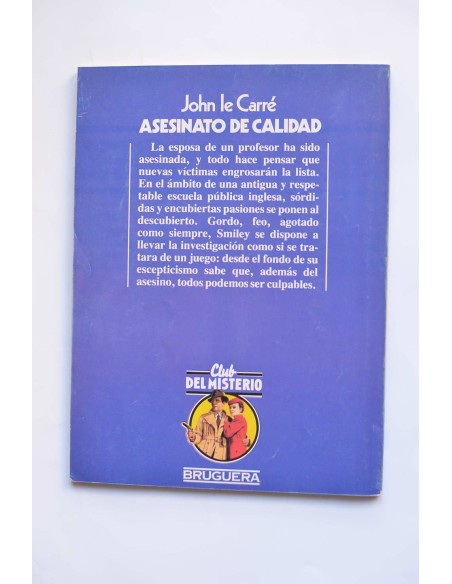 John le Carré
ASESINATO DE CALIDAD
La esposa de un profesor ha sido
asesinada, y todo hace pensar que
nuevas víctimas engrosarán la lista.
En el ámbito de una antigua y respe-
table escuela pública inglesa, sórdi-
das y encubiertas pasiones se ponen al
descubierto. Gordo, feo, agotado
como siempre, Smiley se dispone a
llevar la investigación como si se tra-
tara de un juego: desde el fondo de su
escepticismo sabe que, además del
asesino, todos podemos ser culpables.
Club
DEL MISTERIO
BRUGUERA